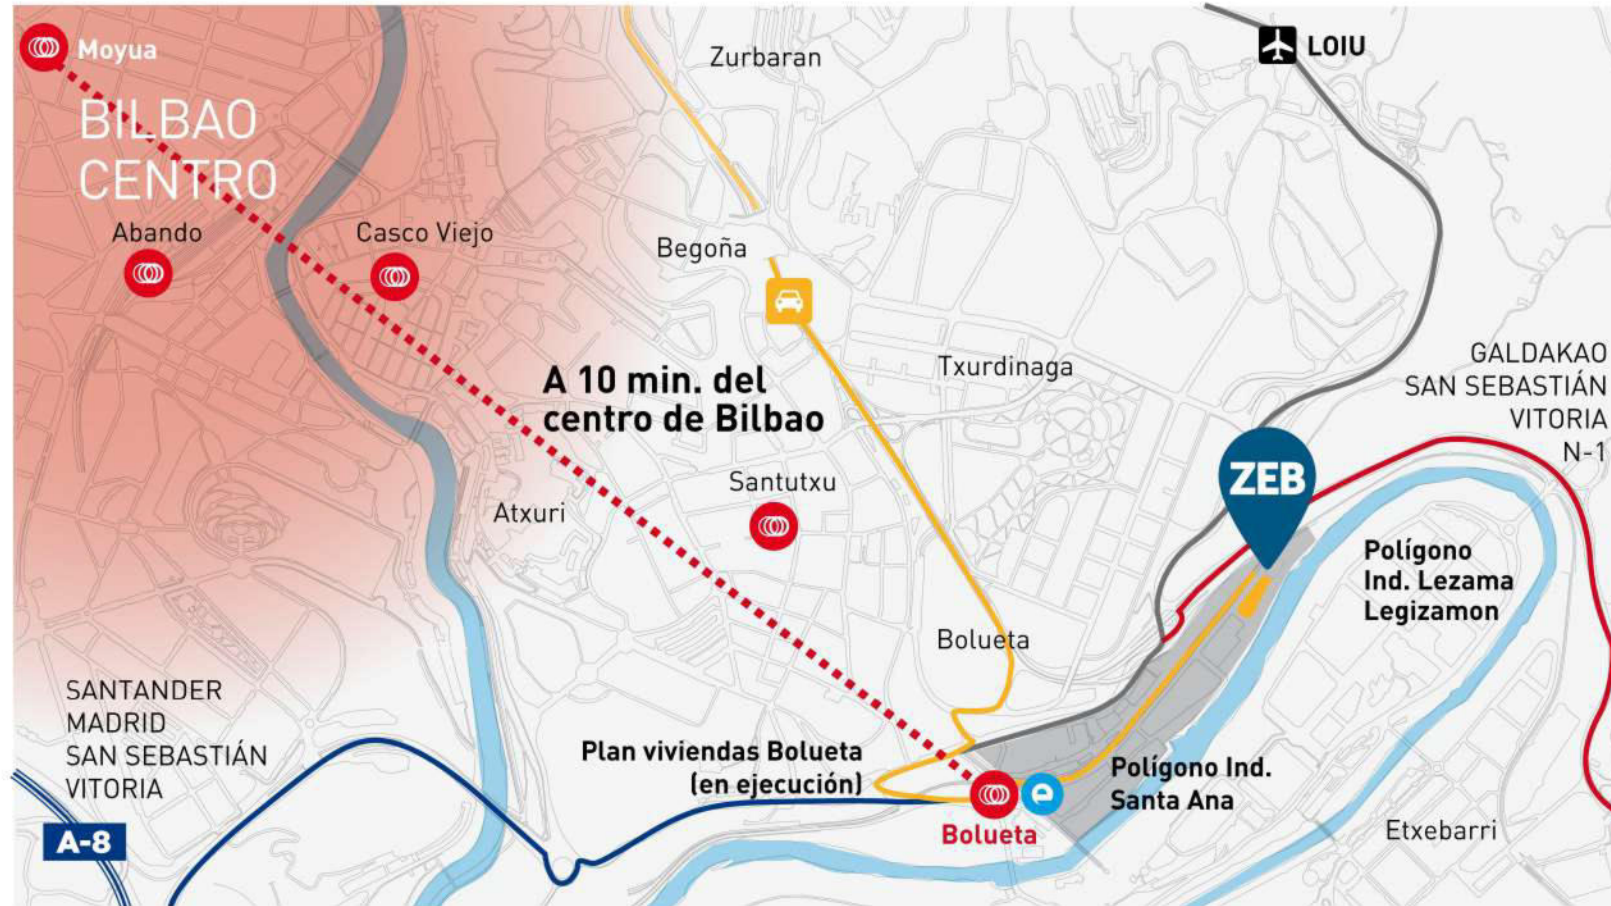 Moyua
BILBAO
CENTRO
Abando
Casco Viejo
Zurbaran
LOIU
Begoña
A 10 min. del
centro de Bilbao
Txurdinaga
GALDAKAO
SAN SEBASTIÁN
VITORIA
N-1
Santutxu
Atxuri
ZEB
Polígono
Ind. Lezama
Legizamon
Bolueta
SANTANDER
MADRID
SAN SEBASTIÁN
VITORIA
A-8
Plan viviendas Bolueta
(en ejecución)
e
Bolueta
Polígono Ind.
Santa Ana
Etxebarri